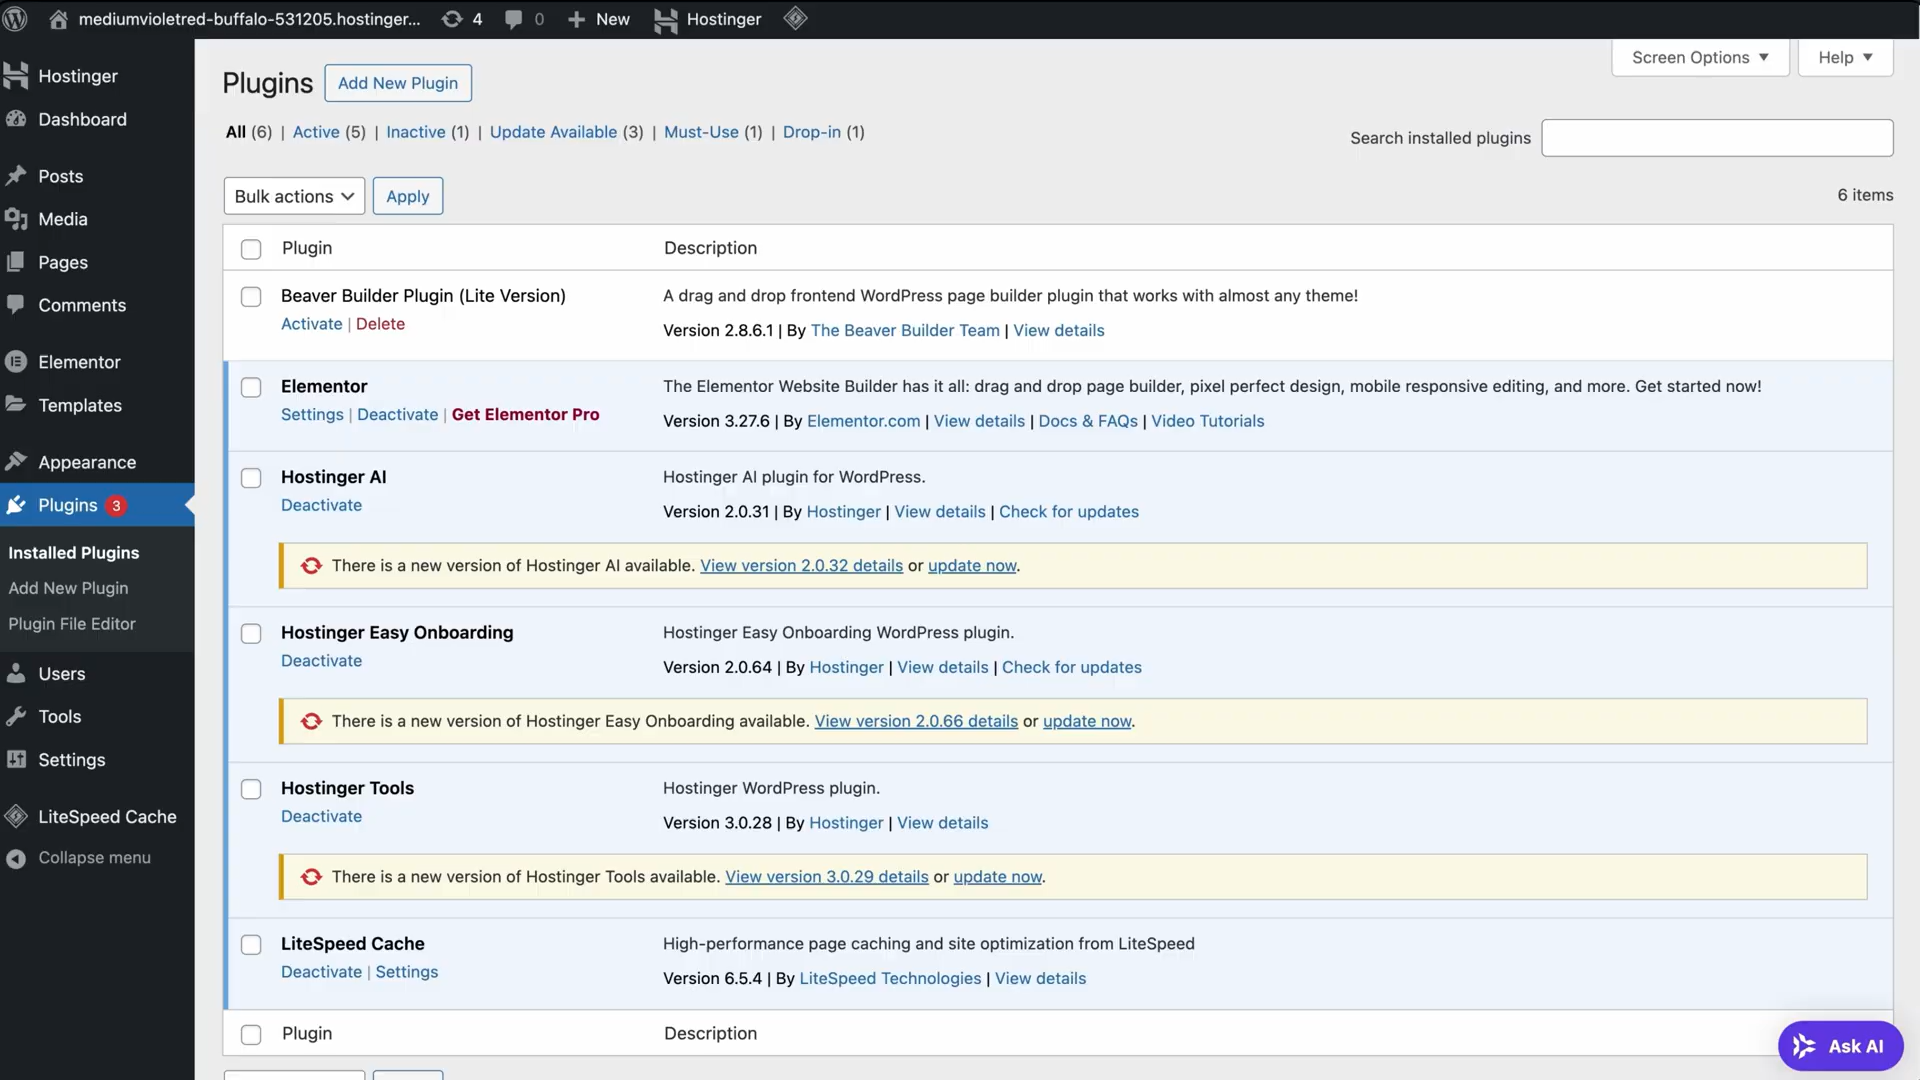 mediumvioletred-buffalo-531205.hostinger... 4 0 New Hostinger
Hostinger
Dashboard
Posts
Media
Pages
Comments
Elementor
Templates
Appearance
Plugins 3
Installed Plugins
Add New Plugin
Plugin File Editor
Users
Tools
Settings
LiteSpeed Cache
Collapse menu
Screen Options Help
Plugins Add New Plugin
All (6) | Active (5) | Inactive (1) | Update Available (3) | Must-Use (1) | Drop-in (1)
Search installed plugins
Bulk actions Apply
6 items
Plugin Description
Beaver Builder Plugin (Lite Version)
Activate | Delete
A drag and drop frontend WordPress page builder plugin that works with almost any theme!
Version 2.8.6.1 | By The Beaver Builder Team | View details
Elementor
Settings | Deactivate | Get Elementor Pro
The Elementor Website Builder has it all: drag and drop page builder, pixel perfect design, mobile responsive editing, and more. Get started now!
Version 3.27.6 | By Elementor.com | View details | Docs & FAQs | Video Tutorials
Hostinger AI
Deactivate
Hostinger AI plugin for WordPress.
Version 2.0.31 | By Hostinger | View details | Check for updates
There is a new version of Hostinger AI available. View version 2.0.32 details or update now.
Hostinger Easy Onboarding
Deactivate
Hostinger Easy Onboarding WordPress plugin.
Version 2.0.64 | By Hostinger | View details | Check for updates
There is a new version of Hostinger Easy Onboarding available. View version 2.0.66 details or update now.
Hostinger Tools
Deactivate
Hostinger WordPress plugin.
Version 3.0.28 | By Hostinger | View details
There is a new version of Hostinger Tools available. View version 3.0.29 details or update now.
LiteSpeed Cache
Deactivate | Settings
High-performance page caching and site optimization from LiteSpeed
Version 6.5.4 | By LiteSpeed Technologies | View details
Plugin Description
Ask AI